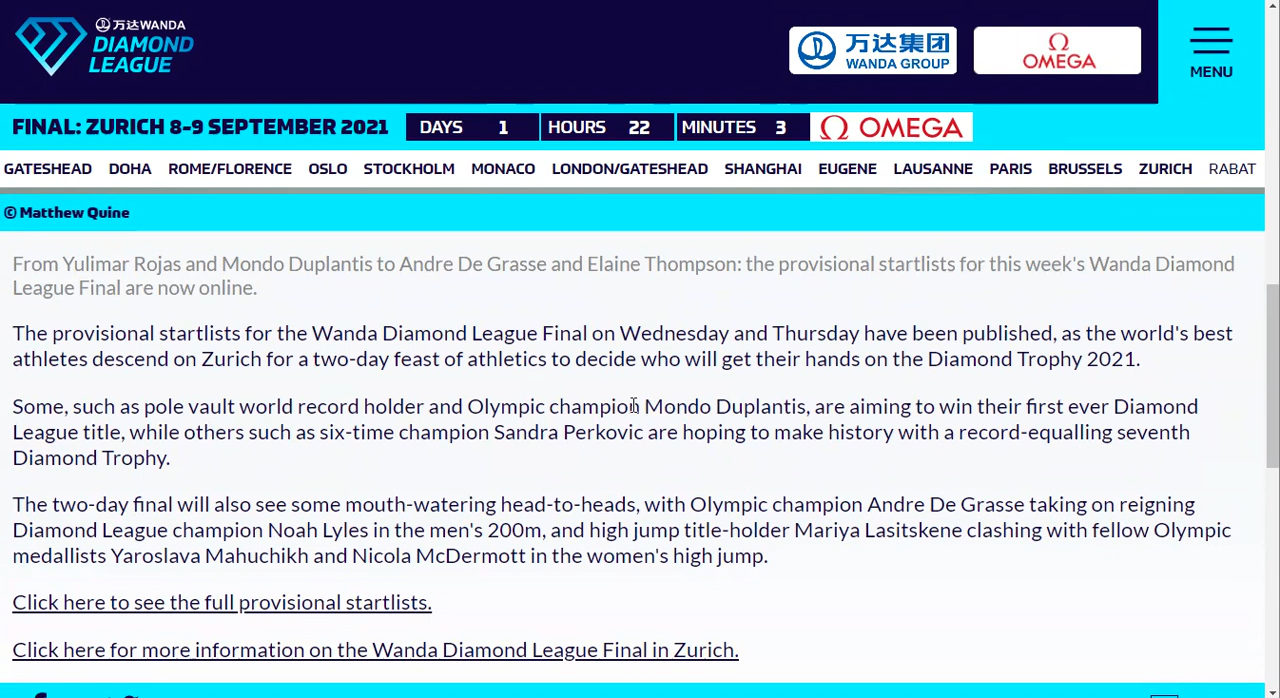 万达WANDA
DIAMOND
LEAGUE
万达集团
WANDA GROUP
Ω
OMEGA
MENU
FINAL: ZURICH 8-9 SEPTEMBER 2021 DAYS 1 HOURS 22 MINUTES 3 Ω OMEGA
GATESHEAD DOHA ROME/FLORENCE OSLO STOCKHOLM MONACO LONDON/GATESHEAD SHANGHAI EUGENE LAUSANNE PARIS BRUSSELS ZURICH RABAT
© Matthew Quine
From Yulimar Rojas and Mondo Duplantis to Andre De Grasse and Elaine Thompson: the provisional startlists for this week's Wanda Diamond
League Final are now online.
The provisional startlists for the Wanda Diamond League Final on Wednesday and Thursday have been published, as the world's best
athletes descend on Zurich for a two-day feast of athletics to decide who will get their hands on the Diamond Trophy 2021.
Some, such as pole vault world record holder and Olympic champion Mondo Duplantis, are aiming to win their first ever Diamond
League title, while others such as six-time champion Sandra Perkovic are hoping to make history with a record-equalling seventh
Diamond Trophy.
The two-day final will also see some mouth-watering head-to-heads, with Olympic champion Andre De Grasse taking on reigning
Diamond League champion Noah Lyles in the men's 200m, and high jump title-holder Mariya Lasitskene clashing with fellow Olympic
medallists Yaroslava Mahuchikh and Nicola McDermott in the women's high jump.
Click here to see the full provisional startlists.
Click here for more information on the Wanda Diamond League Final in Zurich.